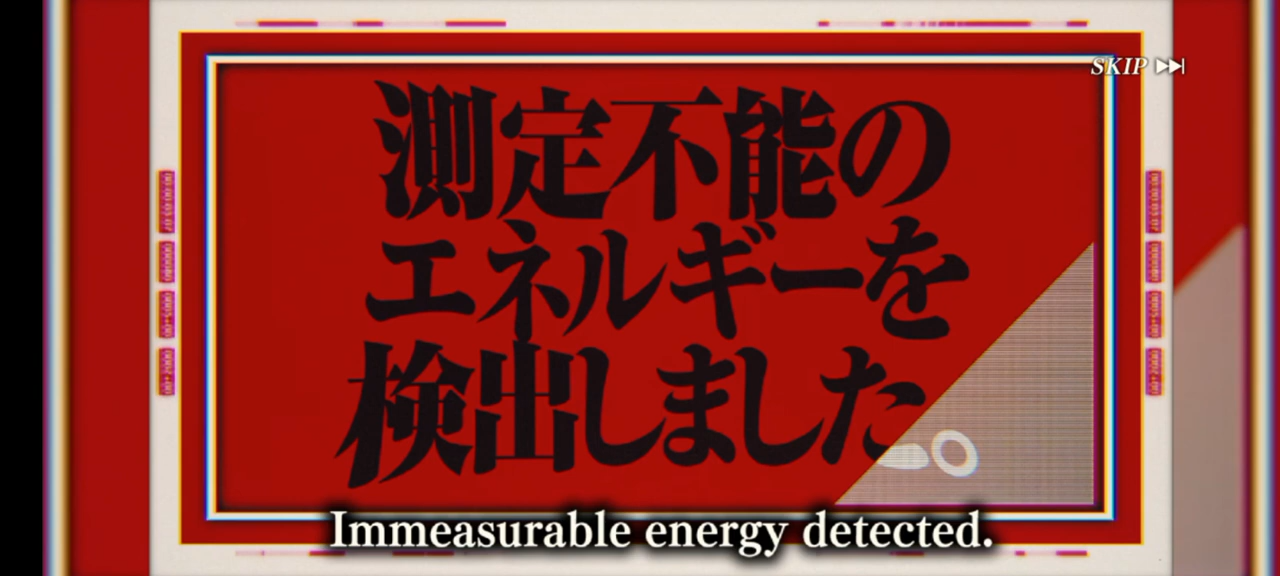 SKIP
測定不能の
エネルギーを
検出しました。
Immeasurable energy detected.